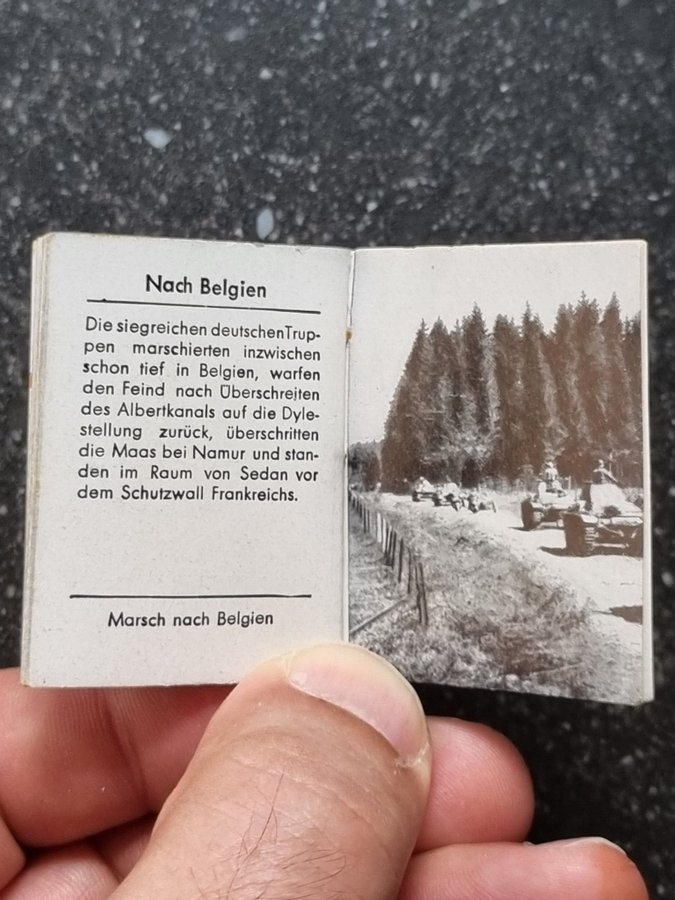 Nach Belgien
Die siegreichen deutschen Trup-
pen marschierten inzwischen
schon tief in Belgien, warfen
den Feind nach Überschreiten
des Albertkanals auf die Dyle-
stellung zurück, überschritten
die Maas bei Namur und stan-
den im Raum von Sedan vor
dem Schutzwall Frankreichs.
Marsch nach Belgien